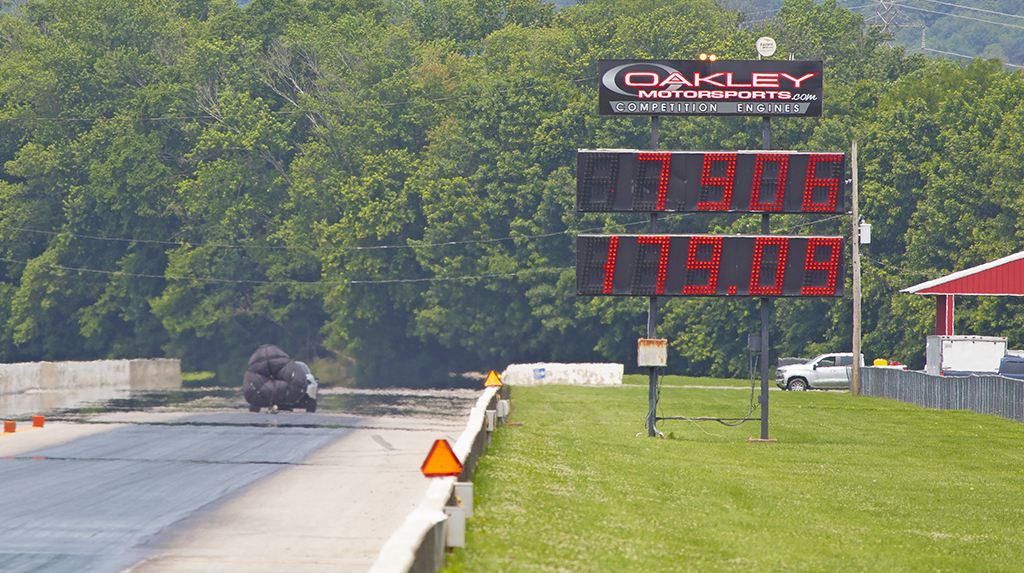 OAKLEY
MOTORSPORTS.com
COMPETITION ENGINES
7.906
179.09